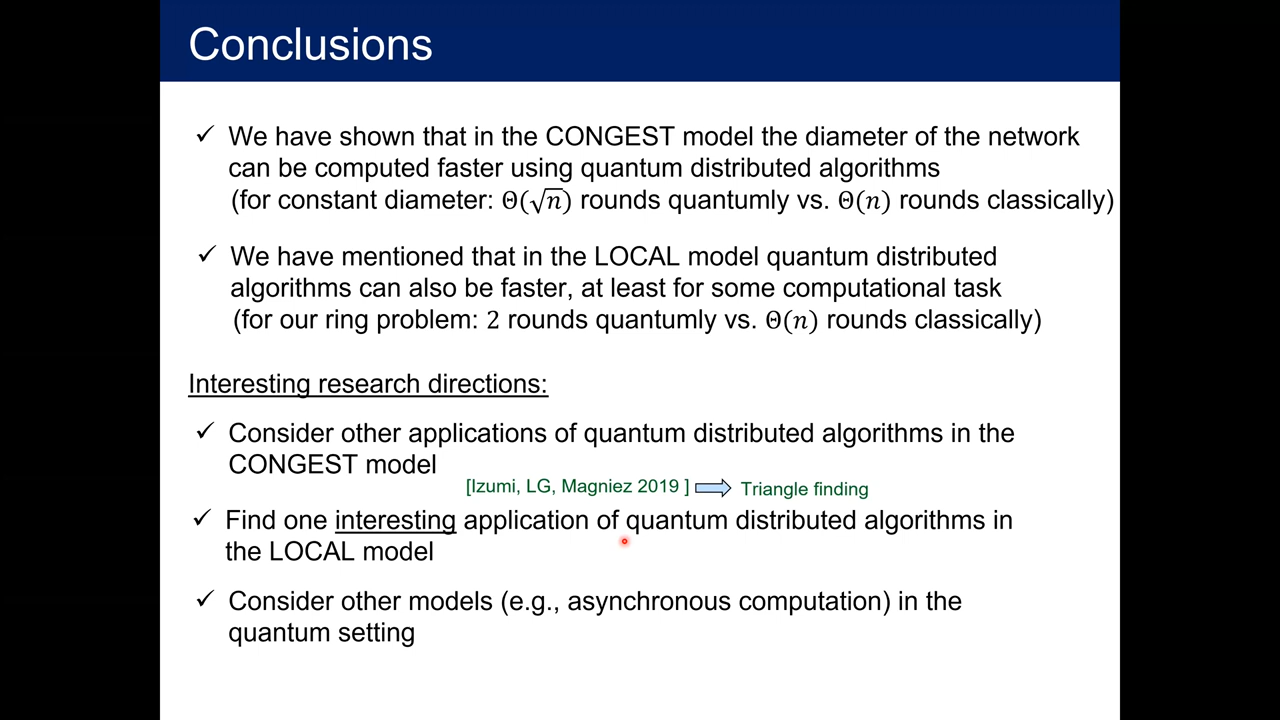 Conclusions
✓ We have shown that in the CONGEST model the diameter of the network
can be computed faster using quantum distributed algorithms
(for constant diameter: Θ(√n) rounds quantumly vs. Θ(n) rounds classically)
✓ We have mentioned that in the LOCAL model quantum distributed
algorithms can also be faster, at least for some computational task
(for our ring problem: 2 rounds quantumly vs. Θ(n) rounds classically)
Interesting research directions:
✓ Consider other applications of quantum distributed algorithms in the
CONGEST model
[Izumi, LG, Magniez 2019 ] Triangle finding
✓ Find one interesting application of quantum distributed algorithms in
the LOCAL model
✓ Consider other models (e.g., asynchronous computation) in the
quantum setting